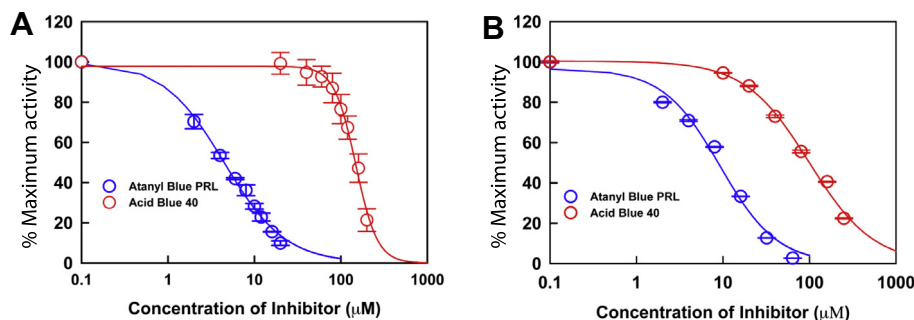 A
% Maximum activity
120
100
80
60
40
20
0
Atanyl Blue PRL
Acid Blue 40
0.1 1 10 100 1000
Concentration of Inhibitor (μM)
B
% Maximum activity
120
100
80
60
40
20
0
Atanyl Blue PRL
Acid Blue 40
0.1 1 10 100 1000
Concentration of Inhibitor (μM)